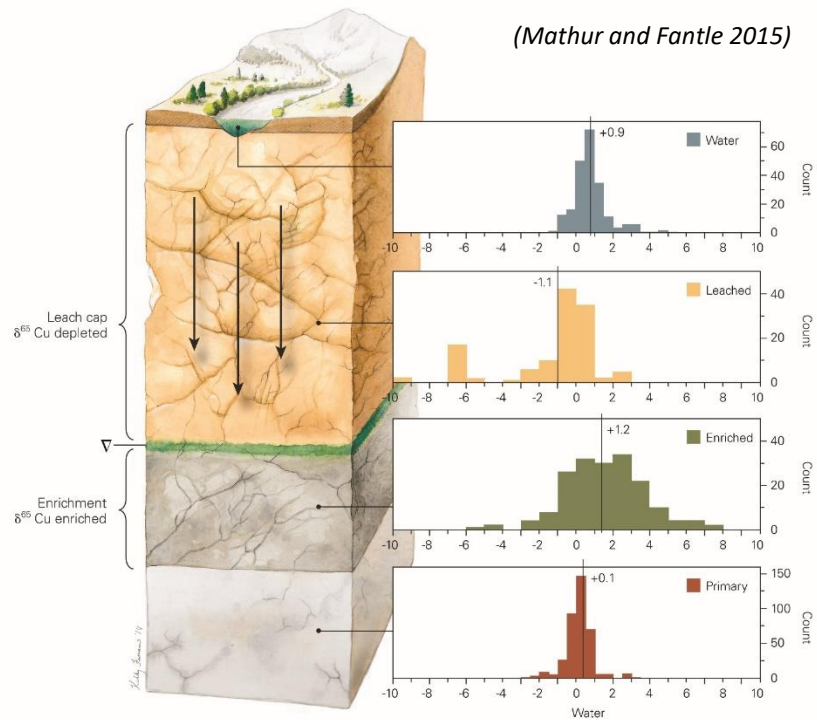 (Mathur and Fantle 2015)
Leach cap
δ65 Cu depleted
∇
Enrichment
δ65 Cu enriched
+0.9
Water
60
40
20
0
Count
-10 -8 -6 -4 -2 0 2 4 6 8 10
-1.1
Leached
40
20
0
Count
-10 -8 -6 -4 -2 0 2 4 6 8 10
+1.2
Enriched
40
20
0
Count
-10 -8 -6 -4 -2 0 2 4 6 8 10
+0.1
Primary
150
100
50
0
Count
-10 -8 -6 -4 -2 0 2 4 6 8 10
Water